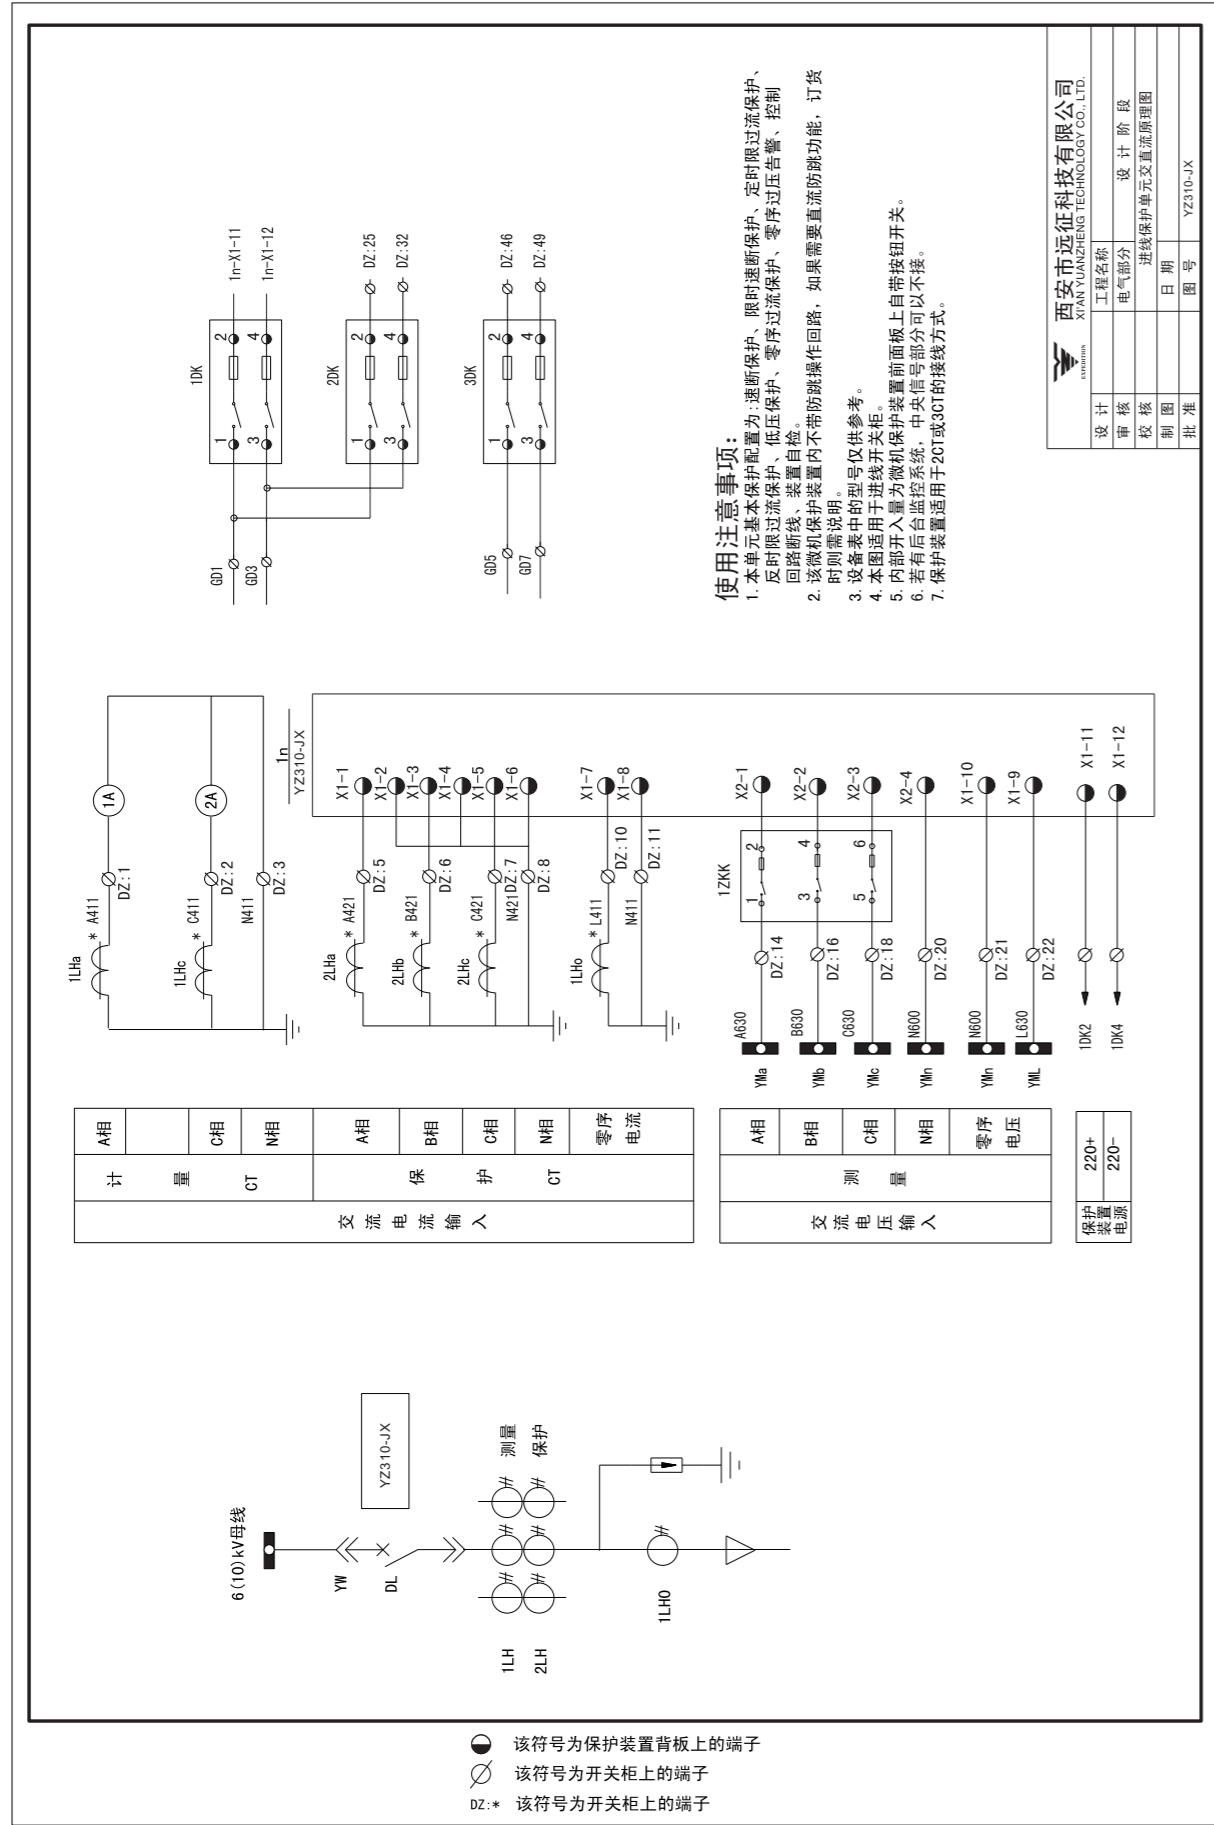 6(10)kV母线
YW
DL
YZ310-JX
1LH
2LH
测量
保护
1LHO
交流电流输入
计量CT
A相
C相
N相
保护CT
A相
B相
C相
N相
零序电流
交流电压输入
测量
A相
B相
C相
N相
零序电压
保护装置电源
220+
220-
1LHa
* A411
DZ:1
1A
1LHc
* C411
DZ:2
2A
N411
DZ:3
2LHa
* A421
DZ:5
X1-1
X1-2
2LHb
* B421
DZ:6
X1-3
X1-4
2LHc
* C421
DZ:7
X1-5
N421
DZ:8
X1-6
1LHo
* L411
DZ:10
X1-7
N411
DZ:11
X1-8
1n
YZ310-JX
YMa
A630
DZ:14
YMb
B630
DZ:16
YMc
C630
DZ:18
YMn
N600
DZ:20
YMn
N600
DZ:21
YML
L630
DZ:22
1ZKK
1
2
3
4
5
6
X2-1
X2-2
X2-3
X2-4
X1-10
X1-9
1DK2
X1-11
1DK4
X1-12
GD1
GD3
1DK
1
2
3
4
1n-X1-11
1n-X1-12
2DK
1
2
3
4
DZ:25
DZ:32
GD5
GD7
3DK
1
2
3
4
DZ:46
DZ:49
使用注意事项:
1. 本单元基本保护配置为:速断保护、限时速断保护、定时限过流保护、
反时限过流保护、低压保护、零序过流保护、零序过压告警、控制
回路断线、装置自检。
2. 该微机保护装置内不带防跳操作回路，如果需要直流防跳功能，订货
时则需说明。
3. 设备表中的型号仅供参考。
4. 本图适用于进线开关柜。
5. 内部开入量为微机保护装置前面板上自带按钮开关。
6. 若有后台监控系统，中央信号部分可以不接。
7. 保护装置适用于2CT或3CT的接线方式。
EXPEDITION
西安市远征科技有限公司
XI'AN YUANZHENG TECHNOLOGY CO., LTD.
设计
工程名称
审核
电气部分
设计阶段
校核
进线保护单元交直流原理图
制图
日期
批准
图号
YZ310-JX
该符号为保护装置背板上的端子
该符号为开关柜上的端子
DZ:* 该符号为开关柜上的端子